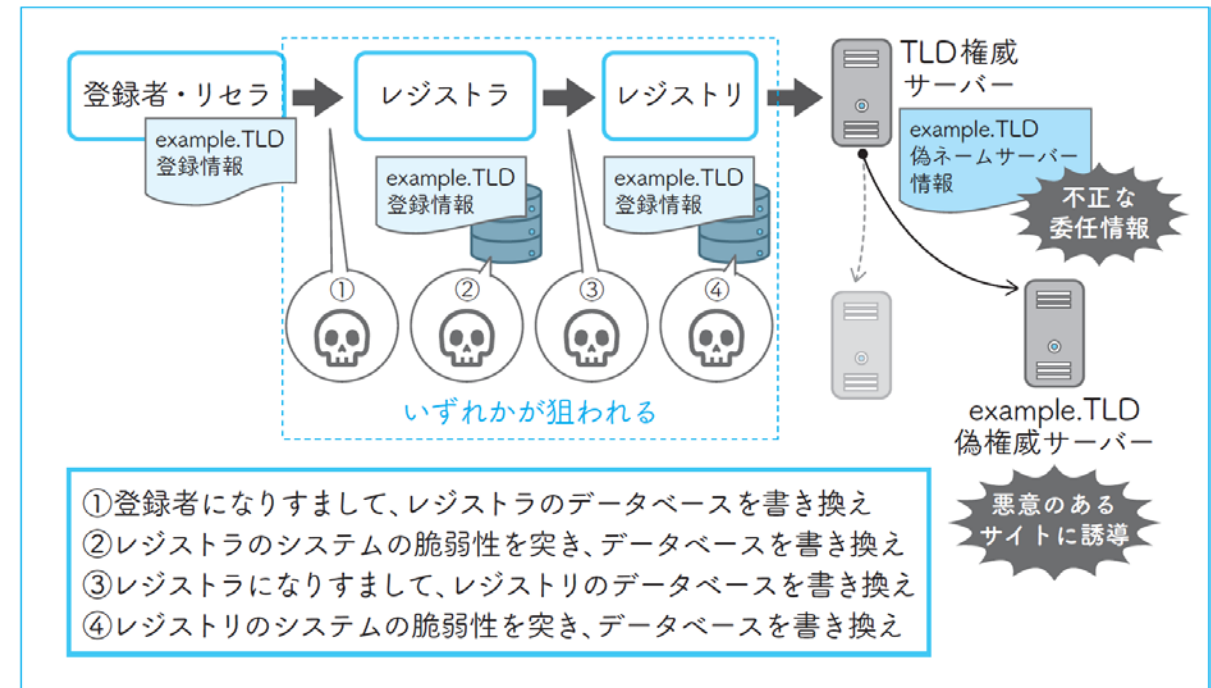 登録者・リセラ
example.TLD
登録情報
レジストラ
example.TLD
登録情報
レジストリ
example.TLD
登録情報
TLD権威
サーバー
example.TLD
偽ネームサーバー
情報
不正な
委任情報
①
②
③
④
いずれかが狙われる
example.TLD
偽権威サーバー
悪意のある
サイトに誘導
①登録者になりすまして、レジストラのデータベースを書き換え
②レジストラのシステムの脆弱性を突き、データベースを書き換え
③レジストラになりすまして、レジストリのデータベースを書き換え
④レジストリのシステムの脆弱性を突き、データベースを書き換え